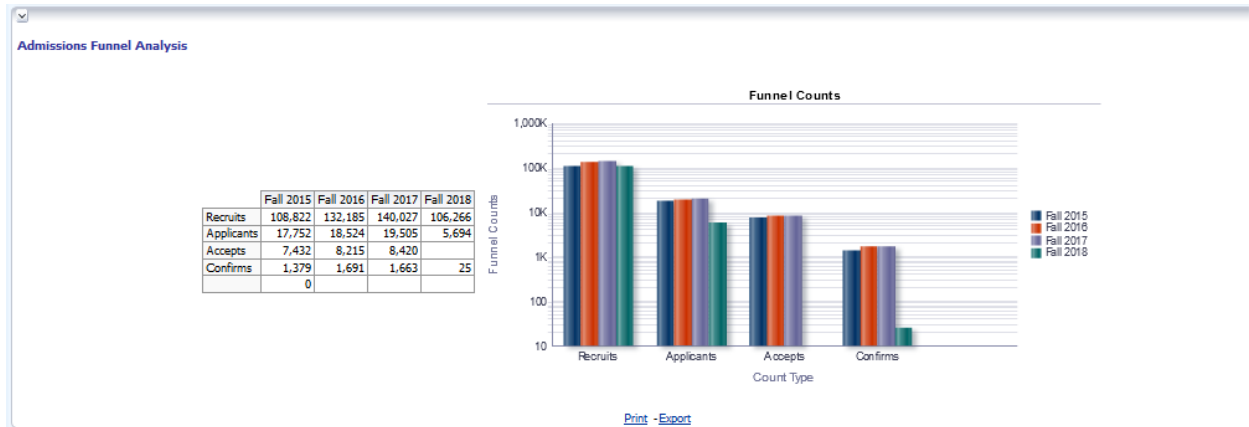 Admissions Funnel Analysis
Fall 2015 Fall 2016 Fall 2017 Fall 2018
Recruits 108,822 132,185 140,027 106,266
Applicants 17,752 18,524 19,505 5,694
Accepts 7,432 8,215 8,420
Confirms 1,379 1,691 1,663 25
0
Funnel Counts
Funnel Counts
1,000K
100K
10K
1K
100
10
Recruits Applicants Accepts Confirms
Count Type
Fall 2015
Fall 2016
Fall 2017
Fall 2018
Print - Export